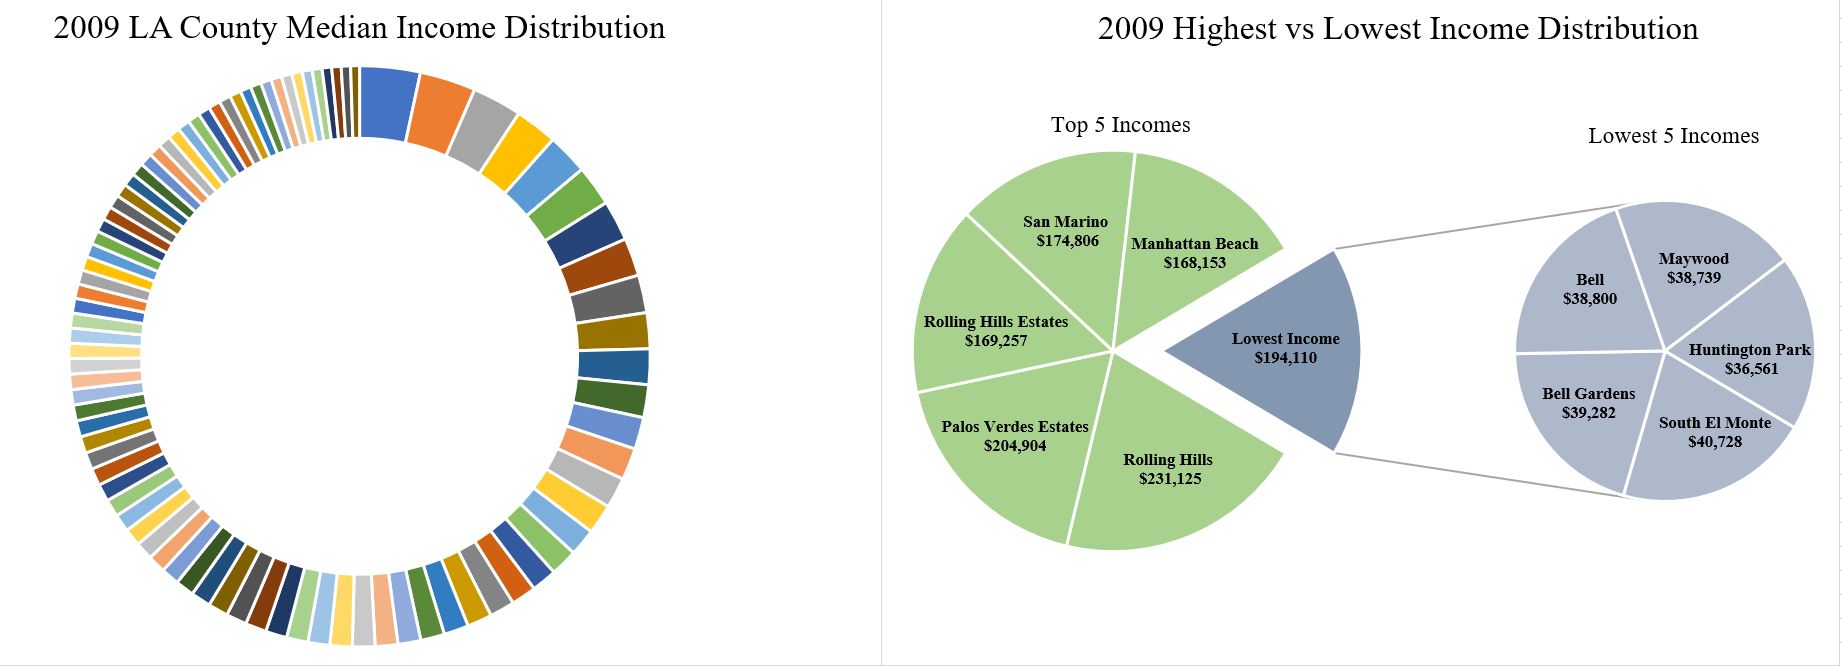 2009 LA County Median Income Distribution
2009 Highest vs Lowest Income Distribution
Top 5 Incomes
San Marino
$174,806
Manhattan Beach
$168,153
Rolling Hills Estates
$169,257
Palos Verdes Estates
$204,904
Rolling Hills
$231,125
Lowest Income
$194,110
Lowest 5 Incomes
Maywood
$38,739
Bell
$38,800
Huntington Park
$36,561
Bell Gardens
$39,282
South El Monte
$40,728